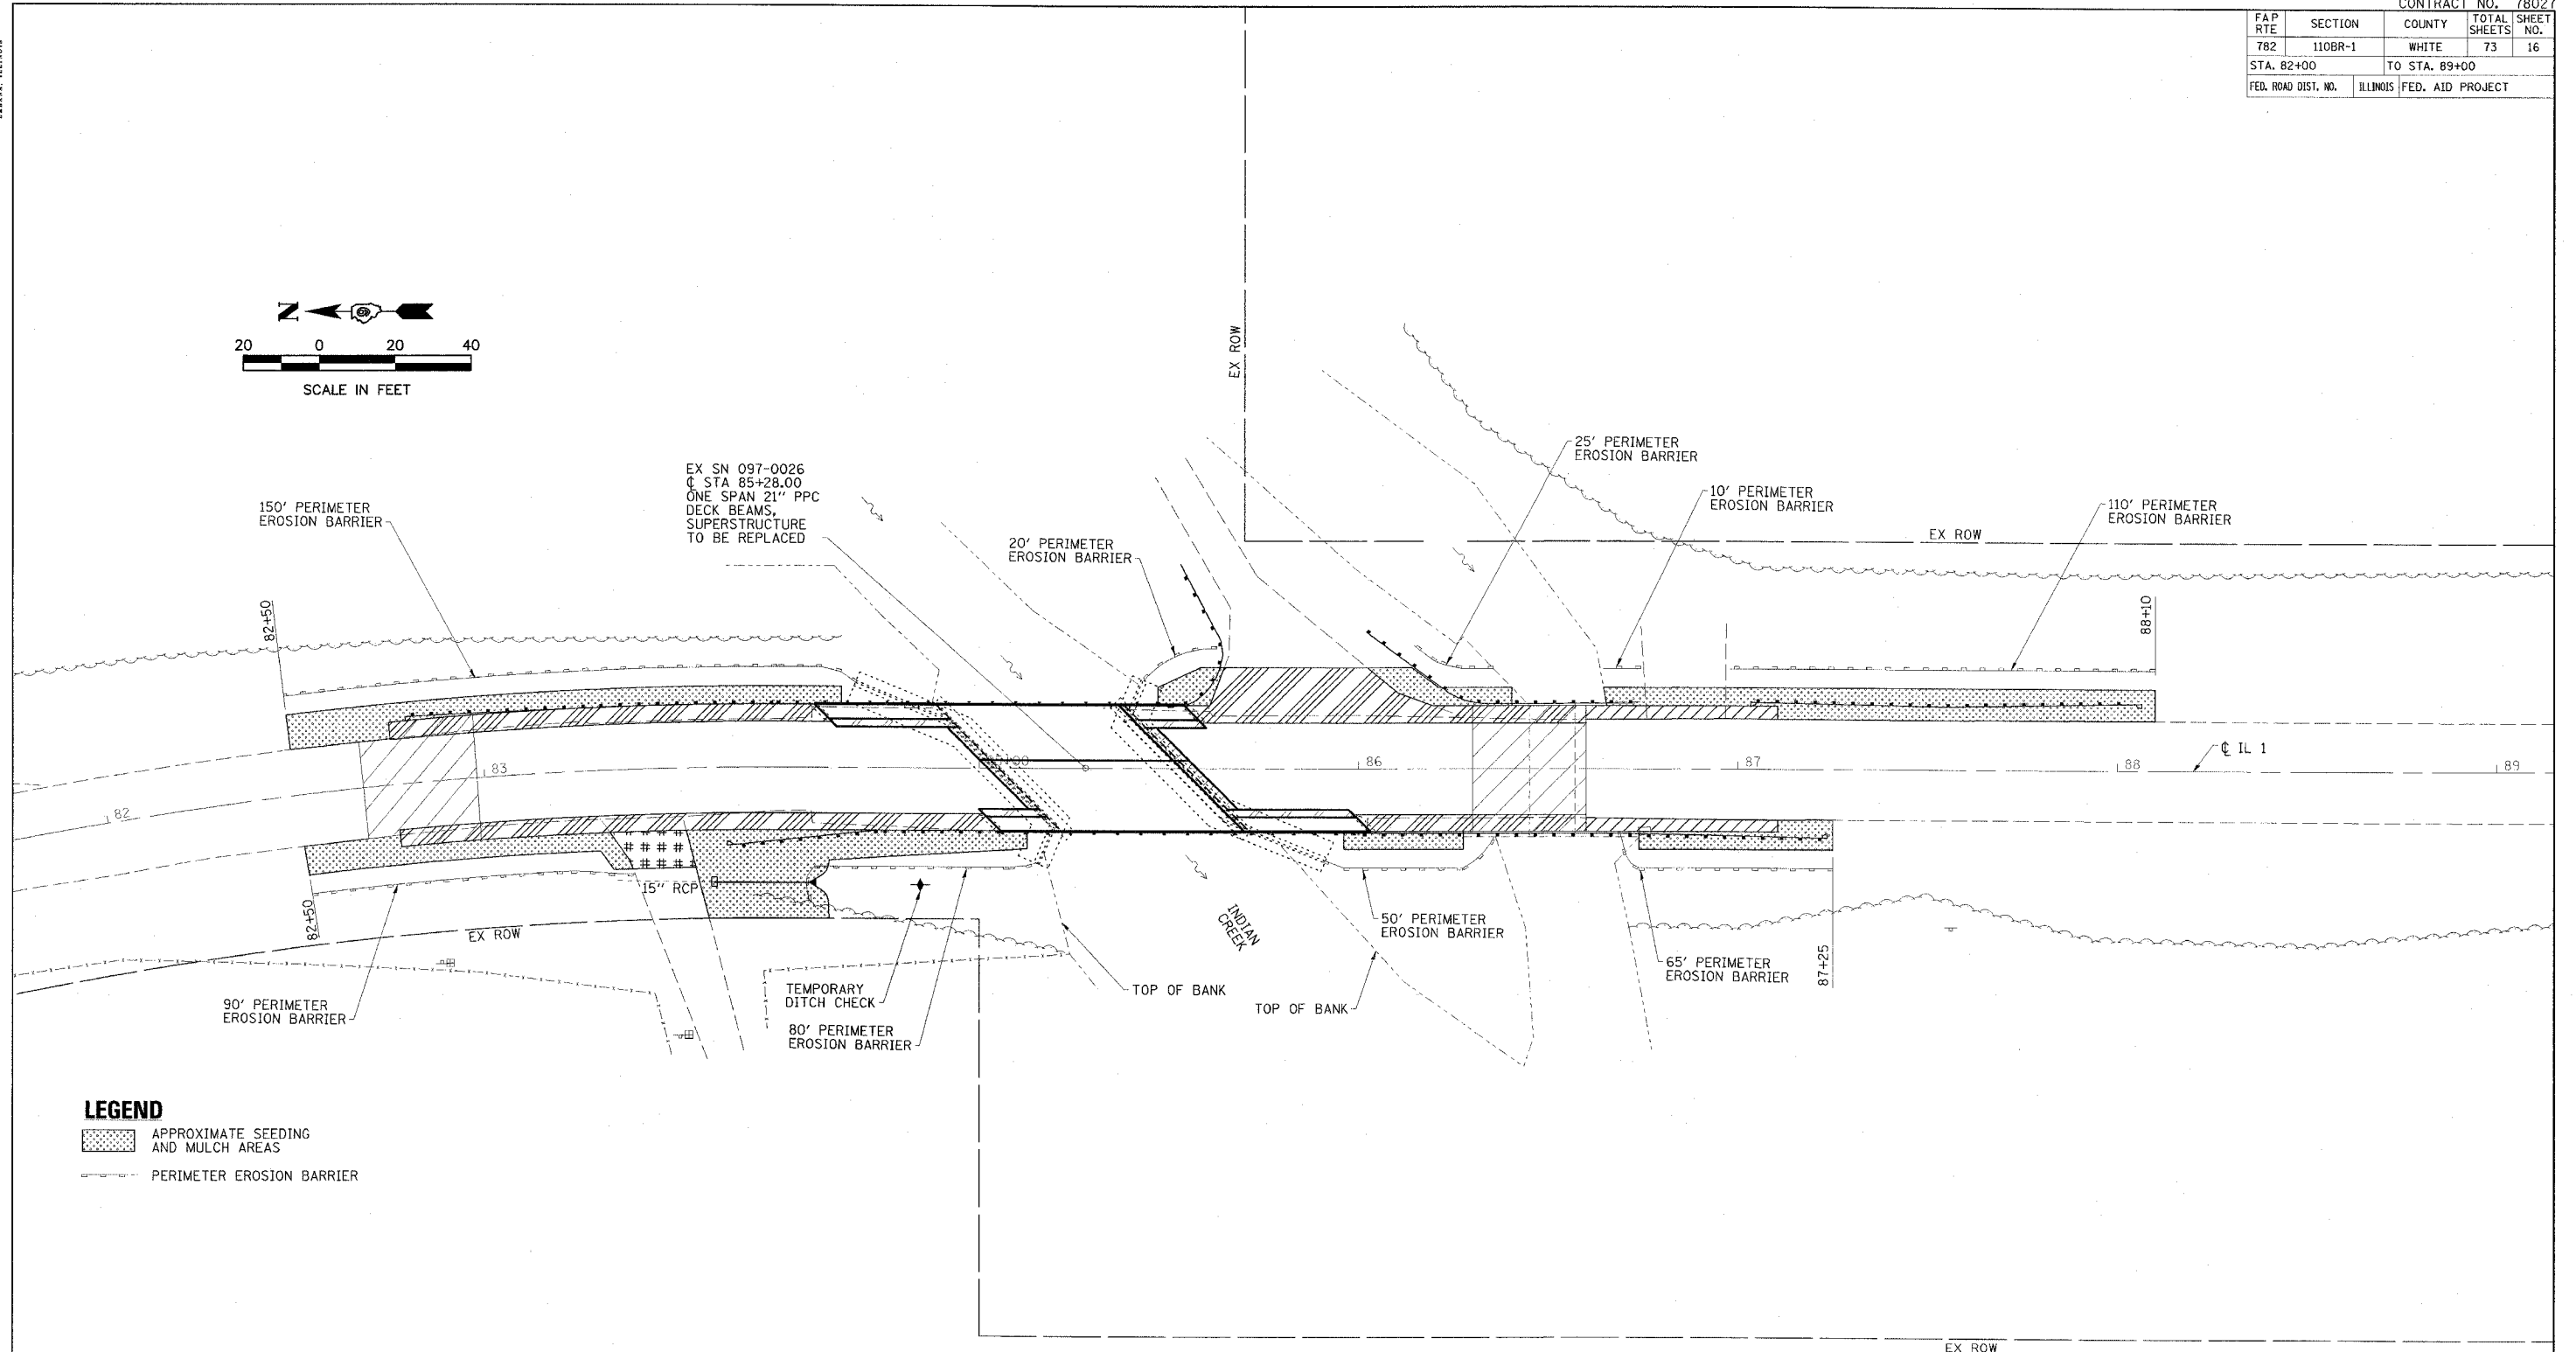 CONTRACT NO. 78027
FAP RTE SECTION COUNTY TOTAL SHEETS SHEET NO.
782 110BR-1 WHITE 73 16
STA. 82+00 TO STA. 89+00
FED. ROAD DIST. NO. ILLINOIS FED. AID PROJECT
N
20 0 20 40
SCALE IN FEET
EX ROW
25' PERIMETER
EROSION BARRIER
EX SN 097-0026
℄ STA 85+28.00
ONE SPAN 21" PPC
DECK BEAMS,
SUPERSTRUCTURE
TO BE REPLACED
10' PERIMETER
EROSION BARRIER
150' PERIMETER
EROSION BARRIER
110' PERIMETER
EROSION BARRIER
20' PERIMETER
EROSION BARRIER
EX ROW
82+50
88+10
℄ IL 1
82
83
86
87
88
89
15" RCP
82+50
EX ROW
INDIAN
CREEK
50' PERIMETER
EROSION BARRIER
65' PERIMETER
EROSION BARRIER
87+25
90' PERIMETER
EROSION BARRIER
TEMPORARY
DITCH CHECK
TOP OF BANK
TOP OF BANK
80' PERIMETER
EROSION BARRIER
LEGEND
APPROXIMATE SEEDING
AND MULCH AREAS
PERIMETER EROSION BARRIER
EX ROW